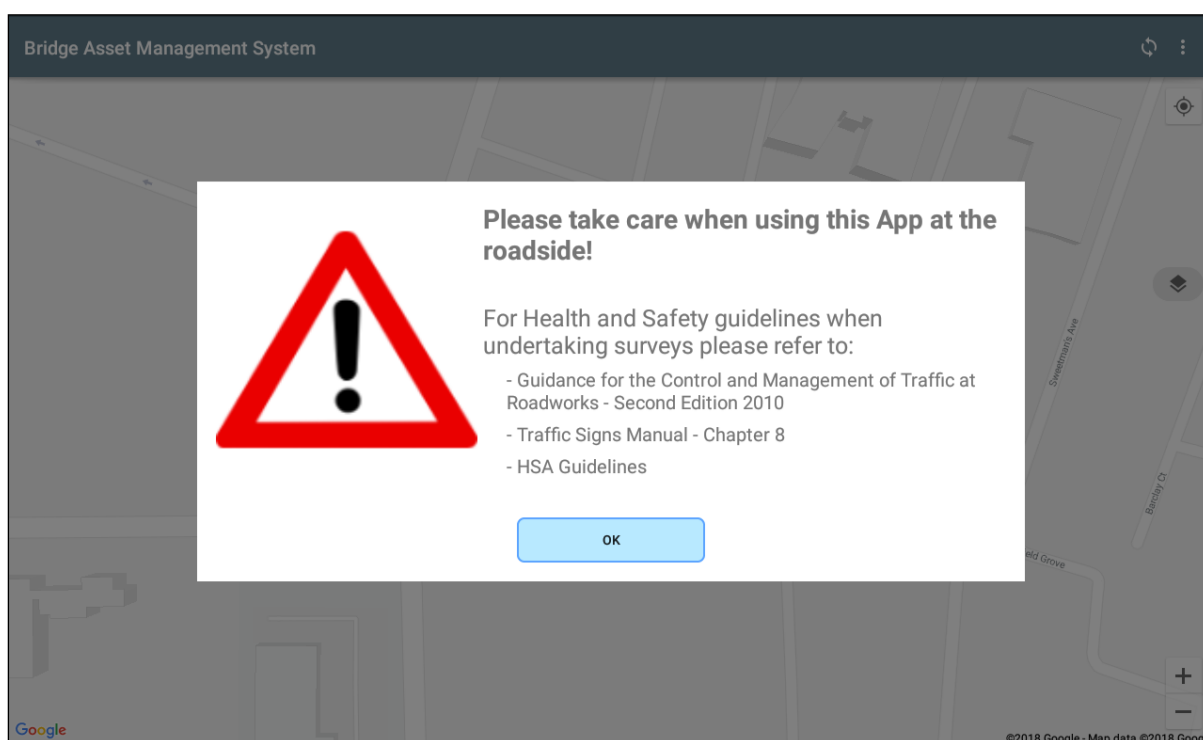 Bridge Asset Management System
Please take care when using this App at the
roadside!
For Health and Safety guidelines when
undertaking surveys please refer to:
- Guidance for the Control and Management of Traffic at
Roadworks - Second Edition 2010
- Traffic Signs Manual - Chapter 8
- HSA Guidelines
OK
Sweetman's Ave
Barclay Ct
eld Grove
Google
©2018 Google - Map data ©2018 Goo